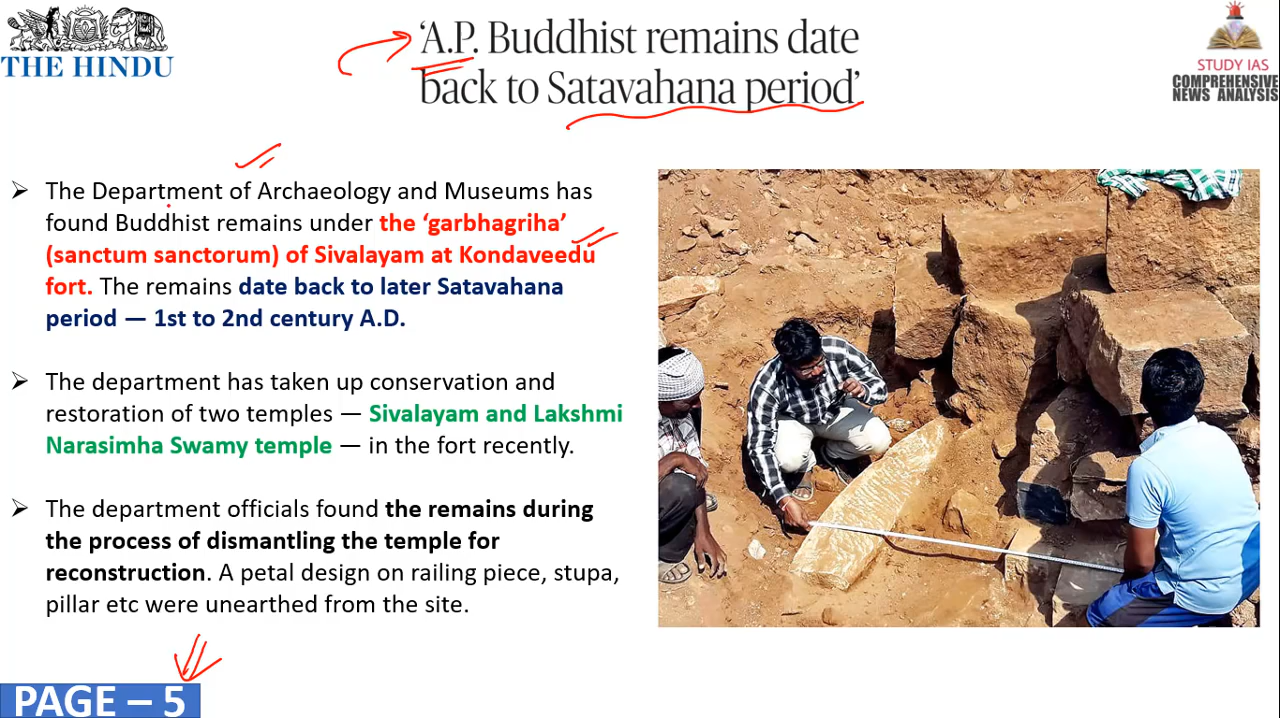 THE HINDU
‘A.P. Buddhist remains date
back to Satavahana period’
STUDY IAS
COMPREHENSIVE
NEWS ANALYSIS
➢ The Department of Archaeology and Museums has
found Buddhist remains under the ‘garbhagriha’
(sanctum sanctorum) of Sivalayam at Kondaveedu
fort. The remains date back to later Satavahana
period — 1st to 2nd century A.D.
➢ The department has taken up conservation and
restoration of two temples — Sivalayam and Lakshmi
Narasimha Swamy temple — in the fort recently.
➢ The department officials found the remains during
the process of dismantling the temple for
reconstruction. A petal design on railing piece, stupa,
pillar etc were unearthed from the site.
PAGE – 5